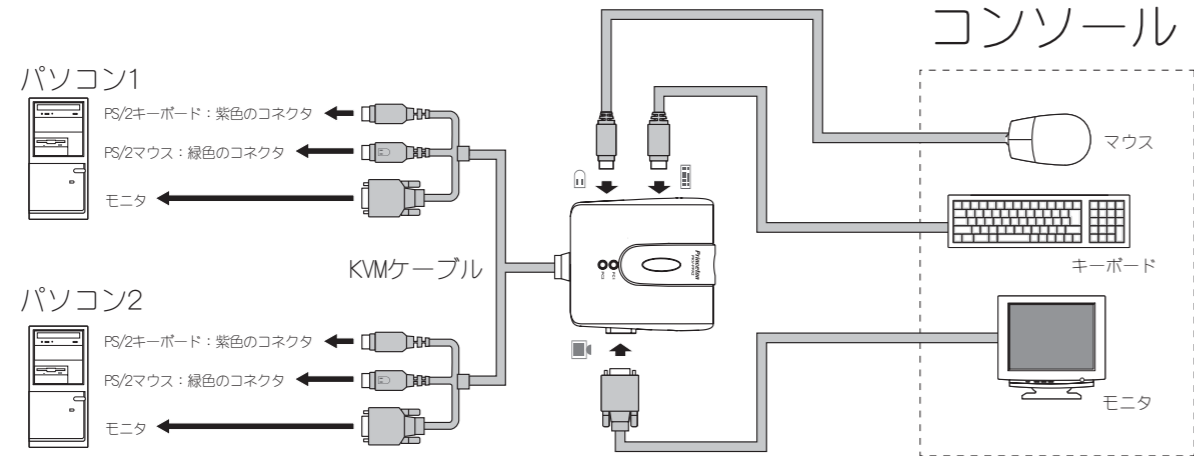 コンソール
パソコン1
PS/2キーボード：紫色のコネクタ
PS/2マウス：緑色のコネクタ
モニタ
マウス
キーボード
KVMケーブル
Princeton
PC2 PC1
パソコン2
PS/2キーボード：紫色のコネクタ
PS/2マウス：緑色のコネクタ
モニタ
モニタ